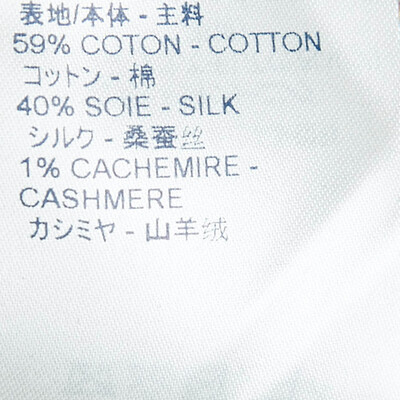 表地/本体 - 主料
59% COTON - COTTON
コットン - 棉
40% SOIE - SILK
シルク - 桑蚕丝
1% CACHEMIRE -
CASHMERE
カシミヤ - 山羊绒